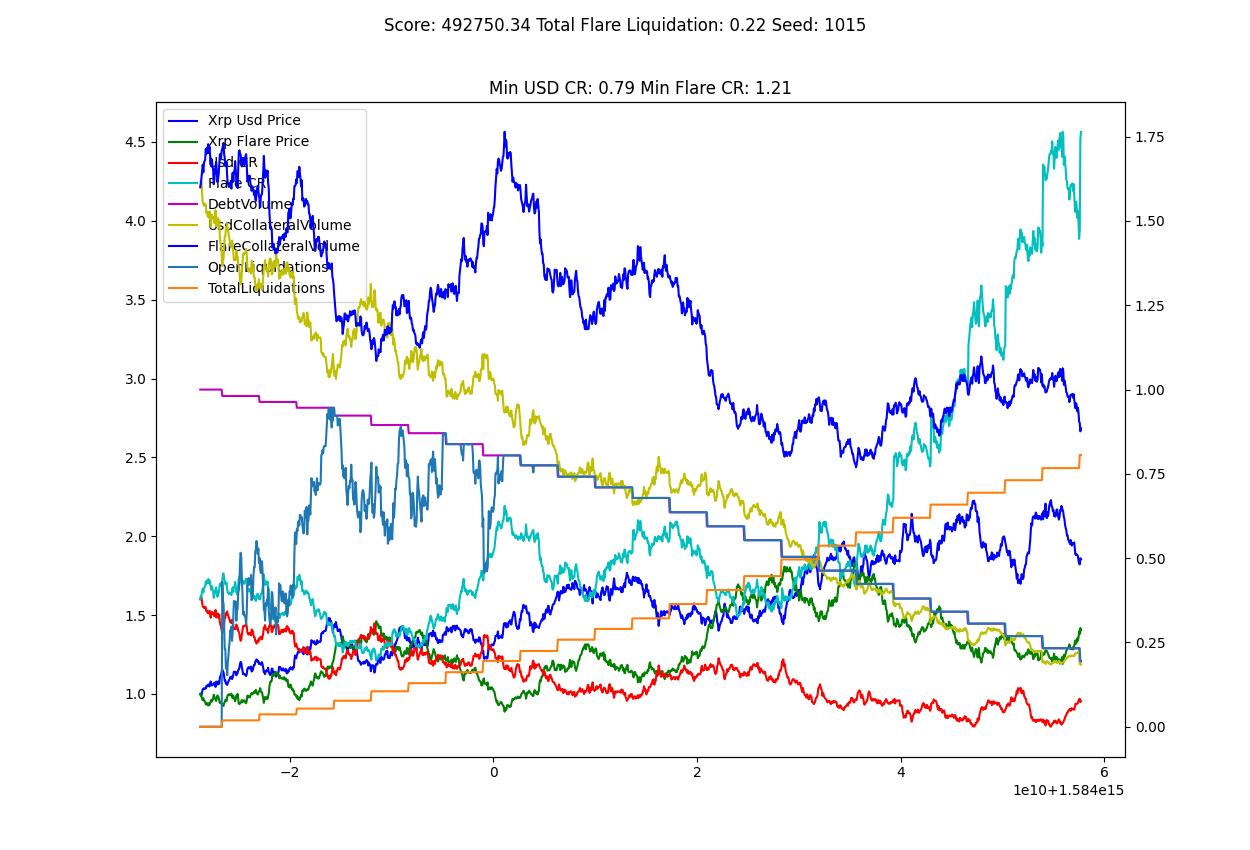 Score: 492750.34 Total Flare Liquidation: 0.22 Seed: 1015
Min USD CR: 0.79 Min Flare CR: 1.21
Xrp Usd Price
Xrp Flare Price
Usd CR
Flare CR
DebtVolume
UsdCollateralVolume
FlareCollateralVolume
OpenLiquidations
TotalLiquidations
4.5
4.0
3.5
3.0
2.5
2.0
1.5
1.0
1.75
1.50
1.25
1.00
0.75
0.50
0.25
0.00
−2
0
2
4
6
1e10+1.584e15